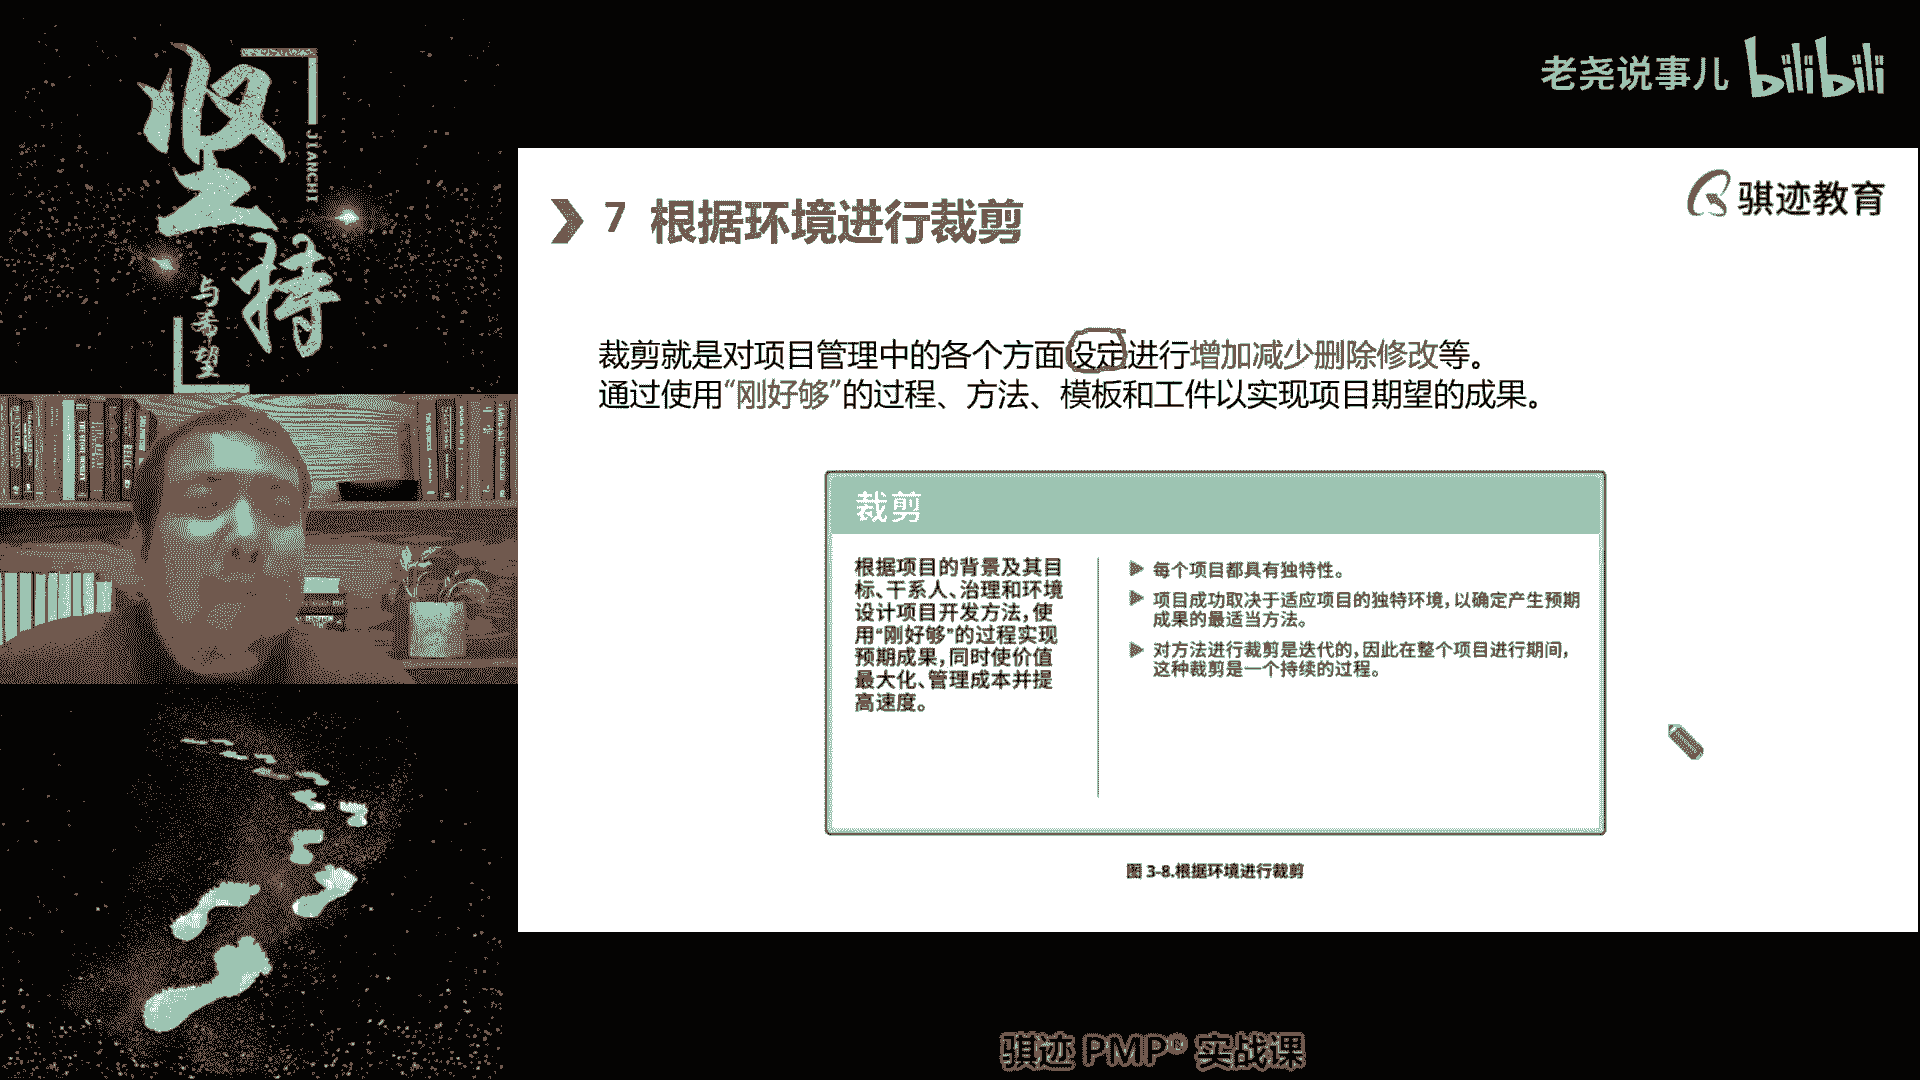 坚持
JIANCHI
与希望
老尧说事儿 bilibili
骐迹教育
7 根据环境进行裁剪
裁剪就是对项目管理中的各个方面设定进行增加减少删除修改等。
通过使用“刚好够”的过程、方法、模板和工件以实现项目期望的成果。
裁剪
根据项目的背景及其目
标、干系人、治理和环境
设计项目开发方法，使
用“刚好够”的过程实现
预期成果，同时使价值
最大化、管理成本并提
高速度。
每个项目都具有独特性。
项目成功取决于适应项目的独特环境，以确定产生预期
成果的最适当方法。
对方法进行裁剪是迭代的，因此在整个项目进行期间，
这种裁剪是一个持续的过程。
图 3-8.根据环境进行裁剪
骐迹 PMP® 实战课